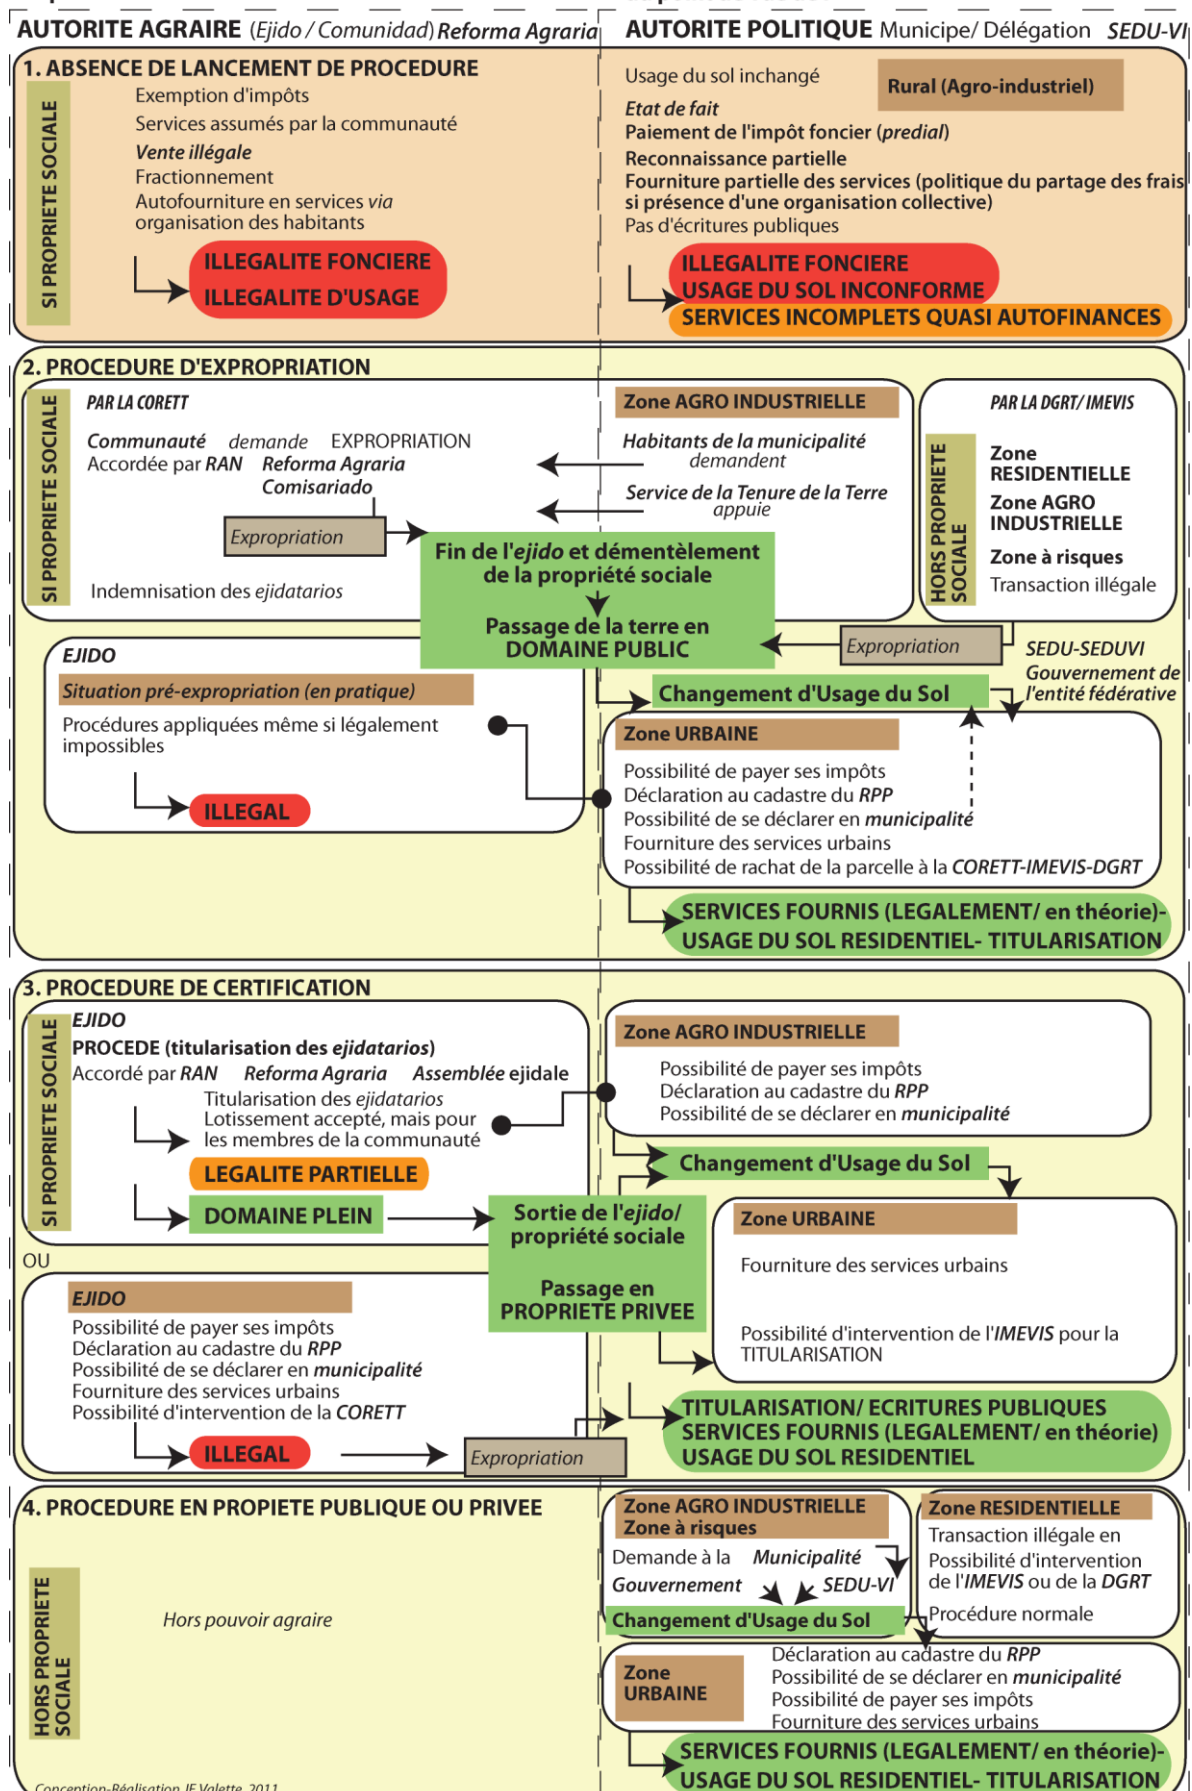 AUTORITE AGRAIRE (Ejido / Comunidad) Reforma Agraria
AUTORITE POLITIQUE Municipe/ Délégation SEDU-VI
1. ABSENCE DE LANCEMENT DE PROCEDURE
SI PROPRIETE SOCIALE
Exemption d'impôts
Services assumés par la communauté
Vente illégale
Fractionnement
Autofourniture en services via
organisation des habitants
ILLEGALITE FONCIERE
ILLEGALITE D'USAGE
Usage du sol inchangé
Rural (Agro-industriel)
Etat de fait
Paiement de l'impôt foncier (predial)
Reconnaissance partielle
Fourniture partielle des services (politique du partage des frais
si présence d'une organisation collective)
Pas d'écritures publiques
ILLEGALITE FONCIERE
USAGE DU SOL INCONFORME
SERVICES INCOMPLETS QUASI AUTOFINANCES
2. PROCEDURE D'EXPROPRIATION
SI PROPRIETE SOCIALE
PAR LA CORETT
Communauté demande EXPROPRIATION
Accordée par RAN Reforma Agraria
Comisariado
Expropriation
Indemnisation des ejidatarios
Zone AGRO INDUSTRIELLE
Habitants de la municipalité
demandent
Service de la Tenure de la Terre
appuie
PAR LA DGRT/ IMEVIS
HORS PROPRIETE
SOCIALE
Zone
RESIDENTIELLE
Zone AGRO
INDUSTRIELLE
Zone à risques
Transaction illégale
Fin de l'ejido et démentèlement
de la propriété sociale
Passage de la terre en
DOMAINE PUBLIC
Expropriation
SEDU-SEDUVI
Gouvernement de
l'entité fédérative
EJIDO
Situation pré-expropriation (en pratique)
Procédures appliquées même si légalement
impossibles
ILLEGAL
Changement d'Usage du Sol
Zone URBAINE
Possibilité de payer ses impôts
Déclaration au cadastre du RPP
Possibilité de se déclarer en municipalité
Fourniture des services urbains
Possibilité de rachat de la parcelle à la CORETT-IMEVIS-DGRT
SERVICES FOURNIS (LEGALEMENT/ en théorie)-
USAGE DU SOL RESIDENTIEL- TITULARISATION
3. PROCEDURE DE CERTIFICATION
SI PROPRIETE SOCIALE
EJIDO
PROCEDE (titularisation des ejidatarios)
Accordé par RAN Reforma Agraria Assemblée ejidale
Titularisation des ejidatarios
Lotissement accepté, mais pour
les membres de la communauté
LEGALITE PARTIELLE
DOMAINE PLEIN
Zone AGRO INDUSTRIELLE
Possibilité de payer ses impôts
Déclaration au cadastre du RPP
Possibilité de se déclarer en municipalité
Changement d'Usage du Sol
Sortie de l'ejido/
propriété sociale
Passage en
PROPRIETE PRIVEE
Zone URBAINE
Fourniture des services urbains
Possibilité d'intervention de l'IMEVIS pour la
TITULARISATION
OU
EJIDO
Possibilité de payer ses impôts
Déclaration au cadastre du RPP
Possibilité de se déclarer en municipalité
Fourniture des services urbains
Possibilité d'intervention de la CORETT
ILLEGAL
Expropriation
TITULARISATION/ ECRITURES PUBLIQUES
SERVICES FOURNIS (LEGALEMENT/ en théorie)
USAGE DU SOL RESIDENTIEL
4. PROCEDURE EN PROPIETE PUBLIQUE OU PRIVEE
HORS PROPRIETE
SOCIALE
Hors pouvoir agraire
Zone AGRO INDUSTRIELLE
Zone à risques
Demande à la Municipalité
Gouvernement SEDU-VI
Changement d'Usage du Sol
Zone RESIDENTIELLE
Transaction illégale en
Possibilité d'intervention
de l'IMEVIS ou de la DGRT
Procédure normale
Zone
URBAINE
Déclaration au cadastre du RPP
Possibilité de se déclarer en municipalité
Possibilité de payer ses impôts
Fourniture des services urbains
SERVICES FOURNIS (LEGALEMENT/ en théorie)-
USAGE DU SOL RESIDENTIEL- TITULARISATION
Conception-Réalisation JF Valette, 2011